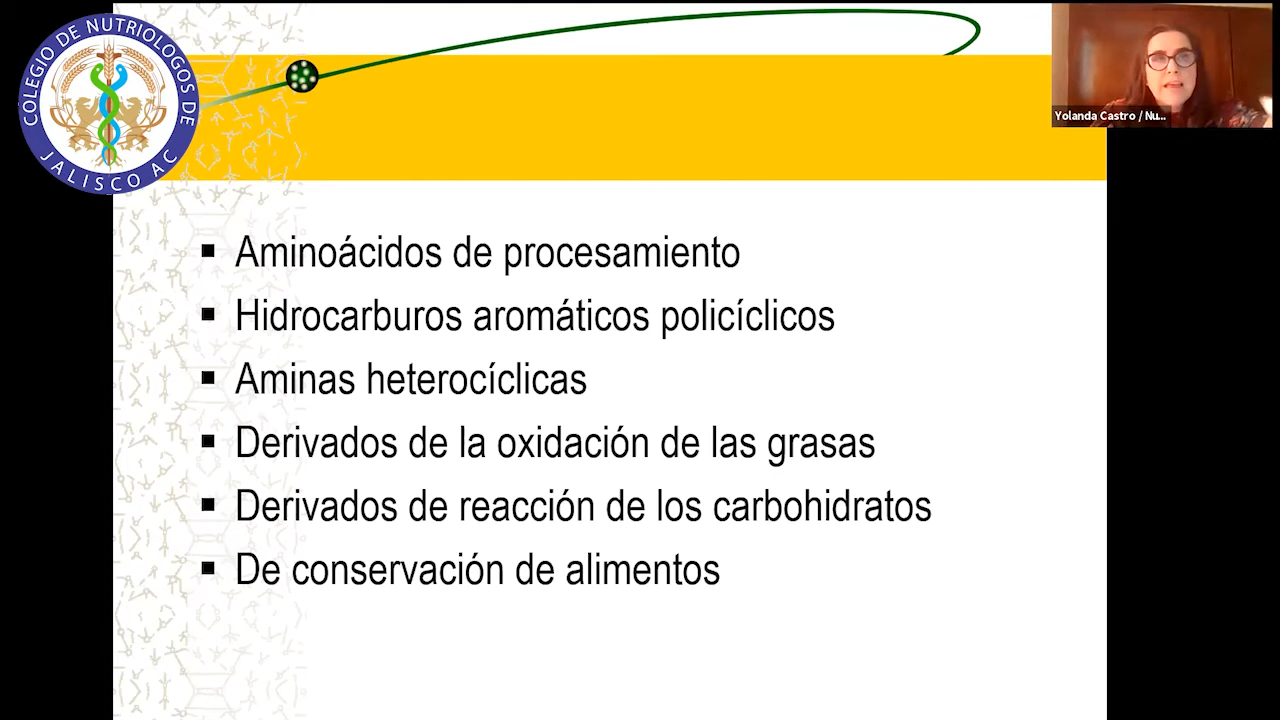 COLEGIO DE NUTRIOLOGOS DE
JALISCO AC
Yolanda Castro / Nu...
Aminoácidos de procesamiento
Hidrocarburos aromáticos policíclicos
Aminas heterocíclicas
Derivados de la oxidación de las grasas
Derivados de reacción de los carbohidratos
De conservación de alimentos